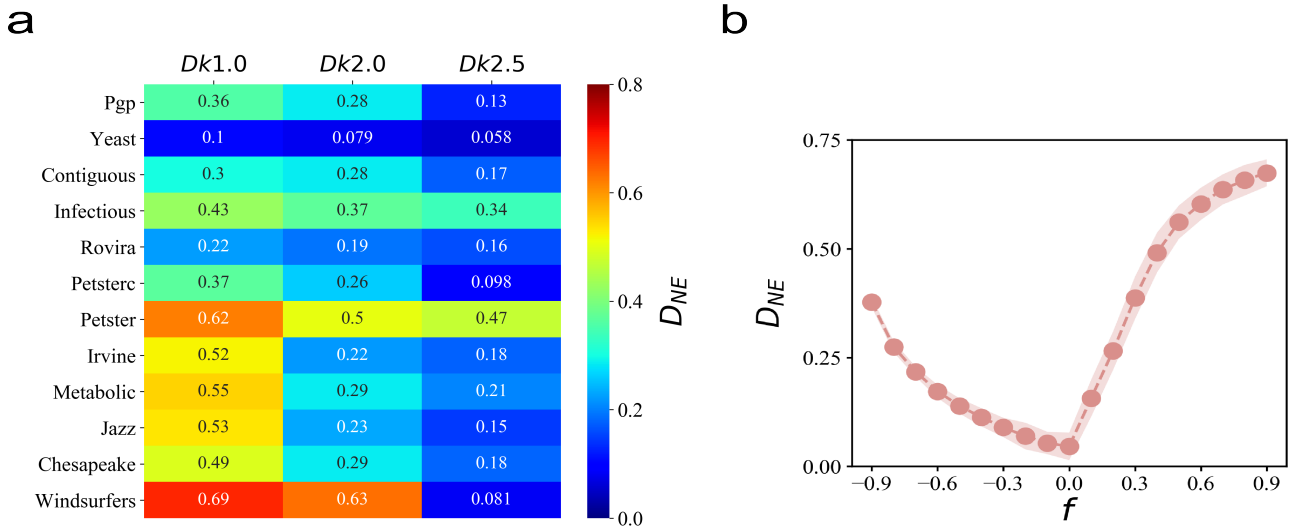 a
Dk1.0 Dk2.0 Dk2.5
Pgp 0.36 0.28 0.13
Yeast 0.1 0.079 0.058
Contiguous 0.3 0.28 0.17
Infectious 0.43 0.37 0.34
Rovira 0.22 0.19 0.16
Petsterc 0.37 0.26 0.098
Petster 0.62 0.5 0.47
Irvine 0.52 0.22 0.18
Metabolic 0.55 0.29 0.21
Jazz 0.53 0.23 0.15
Chesapeake 0.49 0.29 0.18
Windsurfers 0.69 0.63 0.081
0.8
0.6
0.4
0.2
0.0
D_NE
b
0.75
0.50
0.25
0.00
D_NE
−0.9 −0.6 −0.3 0.0 0.3 0.6 0.9
f